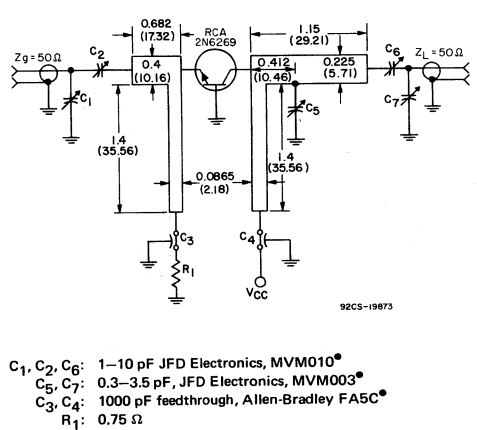 0.682
(17.32)
RCA
2N6269
1.15
(29.21)
Zg=50Ω
C2
0.4
(10.16)
0.412
(10.46)
0.225
(5.71)
C6
ZL=50Ω
C1
C5
C7
1.4
(35.56)
1.4
(35.56)
0.0865
(2.18)
C3
C4
R1
VCC
92CS-19873
C1, C2, C6: 1–10 pF JFD Electronics, MVM010●
C5, C7: 0.3–3.5 pF, JFD Electronics, MVM003●
C3, C4: 1000 pF feedthrough, Allen-Bradley FA5C●
R1: 0.75 Ω